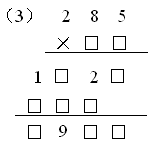 （3） 2 8 5
× □ □
1 □ 2 □
□ □ □
□ 9 □ □